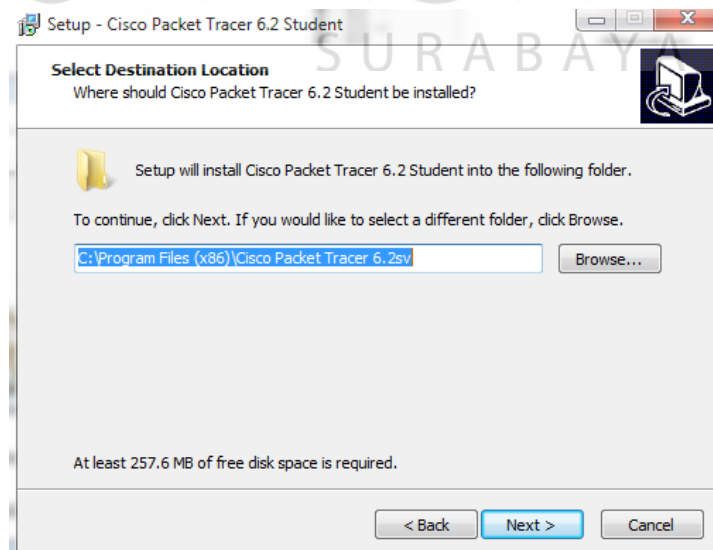 Setup - Cisco Packet Tracer 6.2 Student
SURABAYA
Select Destination Location
Where should Cisco Packet Tracer 6.2 Student be installed?
Setup will install Cisco Packet Tracer 6.2 Student into the following folder.
To continue, click Next. If you would like to select a different folder, click Browse.
C:\Program Files (x86)\Cisco Packet Tracer 6.2sv
Browse...
At least 257.6 MB of free disk space is required.
< Back
Next >
Cancel